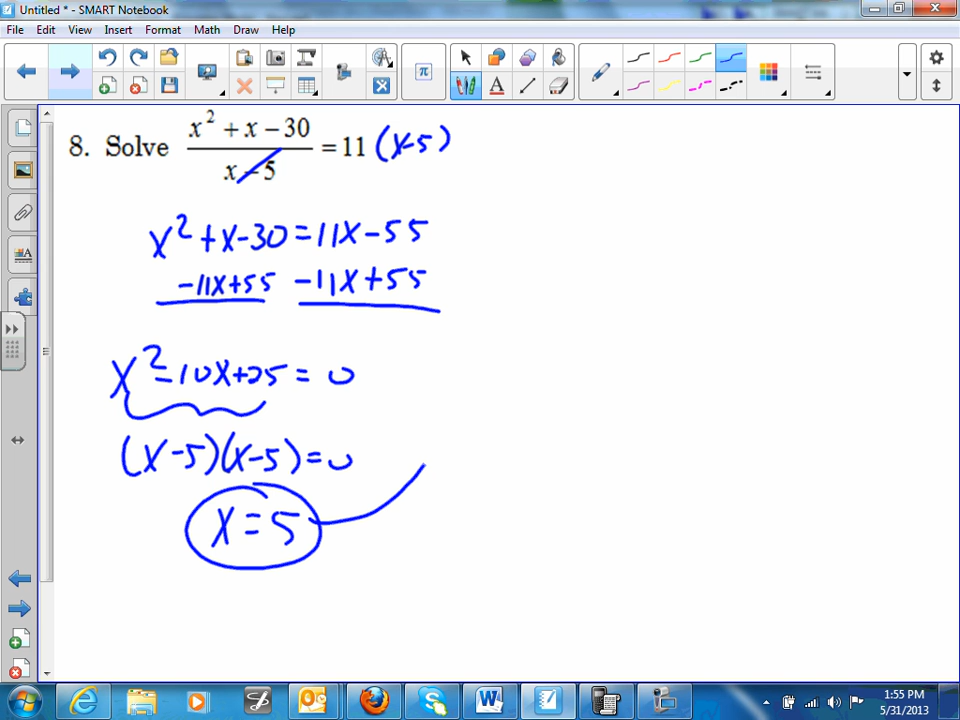 Untitled * - SMART Notebook
File Edit View Insert Format Math Draw Help
8. Solve (x² + x − 30)/(x − 5) = 11 (x-5)
x² + x - 30 = 11x - 55
-11x + 55 -11x + 55
x² - 10x + 25 = 0
(x - 5)(x - 5) = 0
x = 5
1:55 PM
5/31/2013